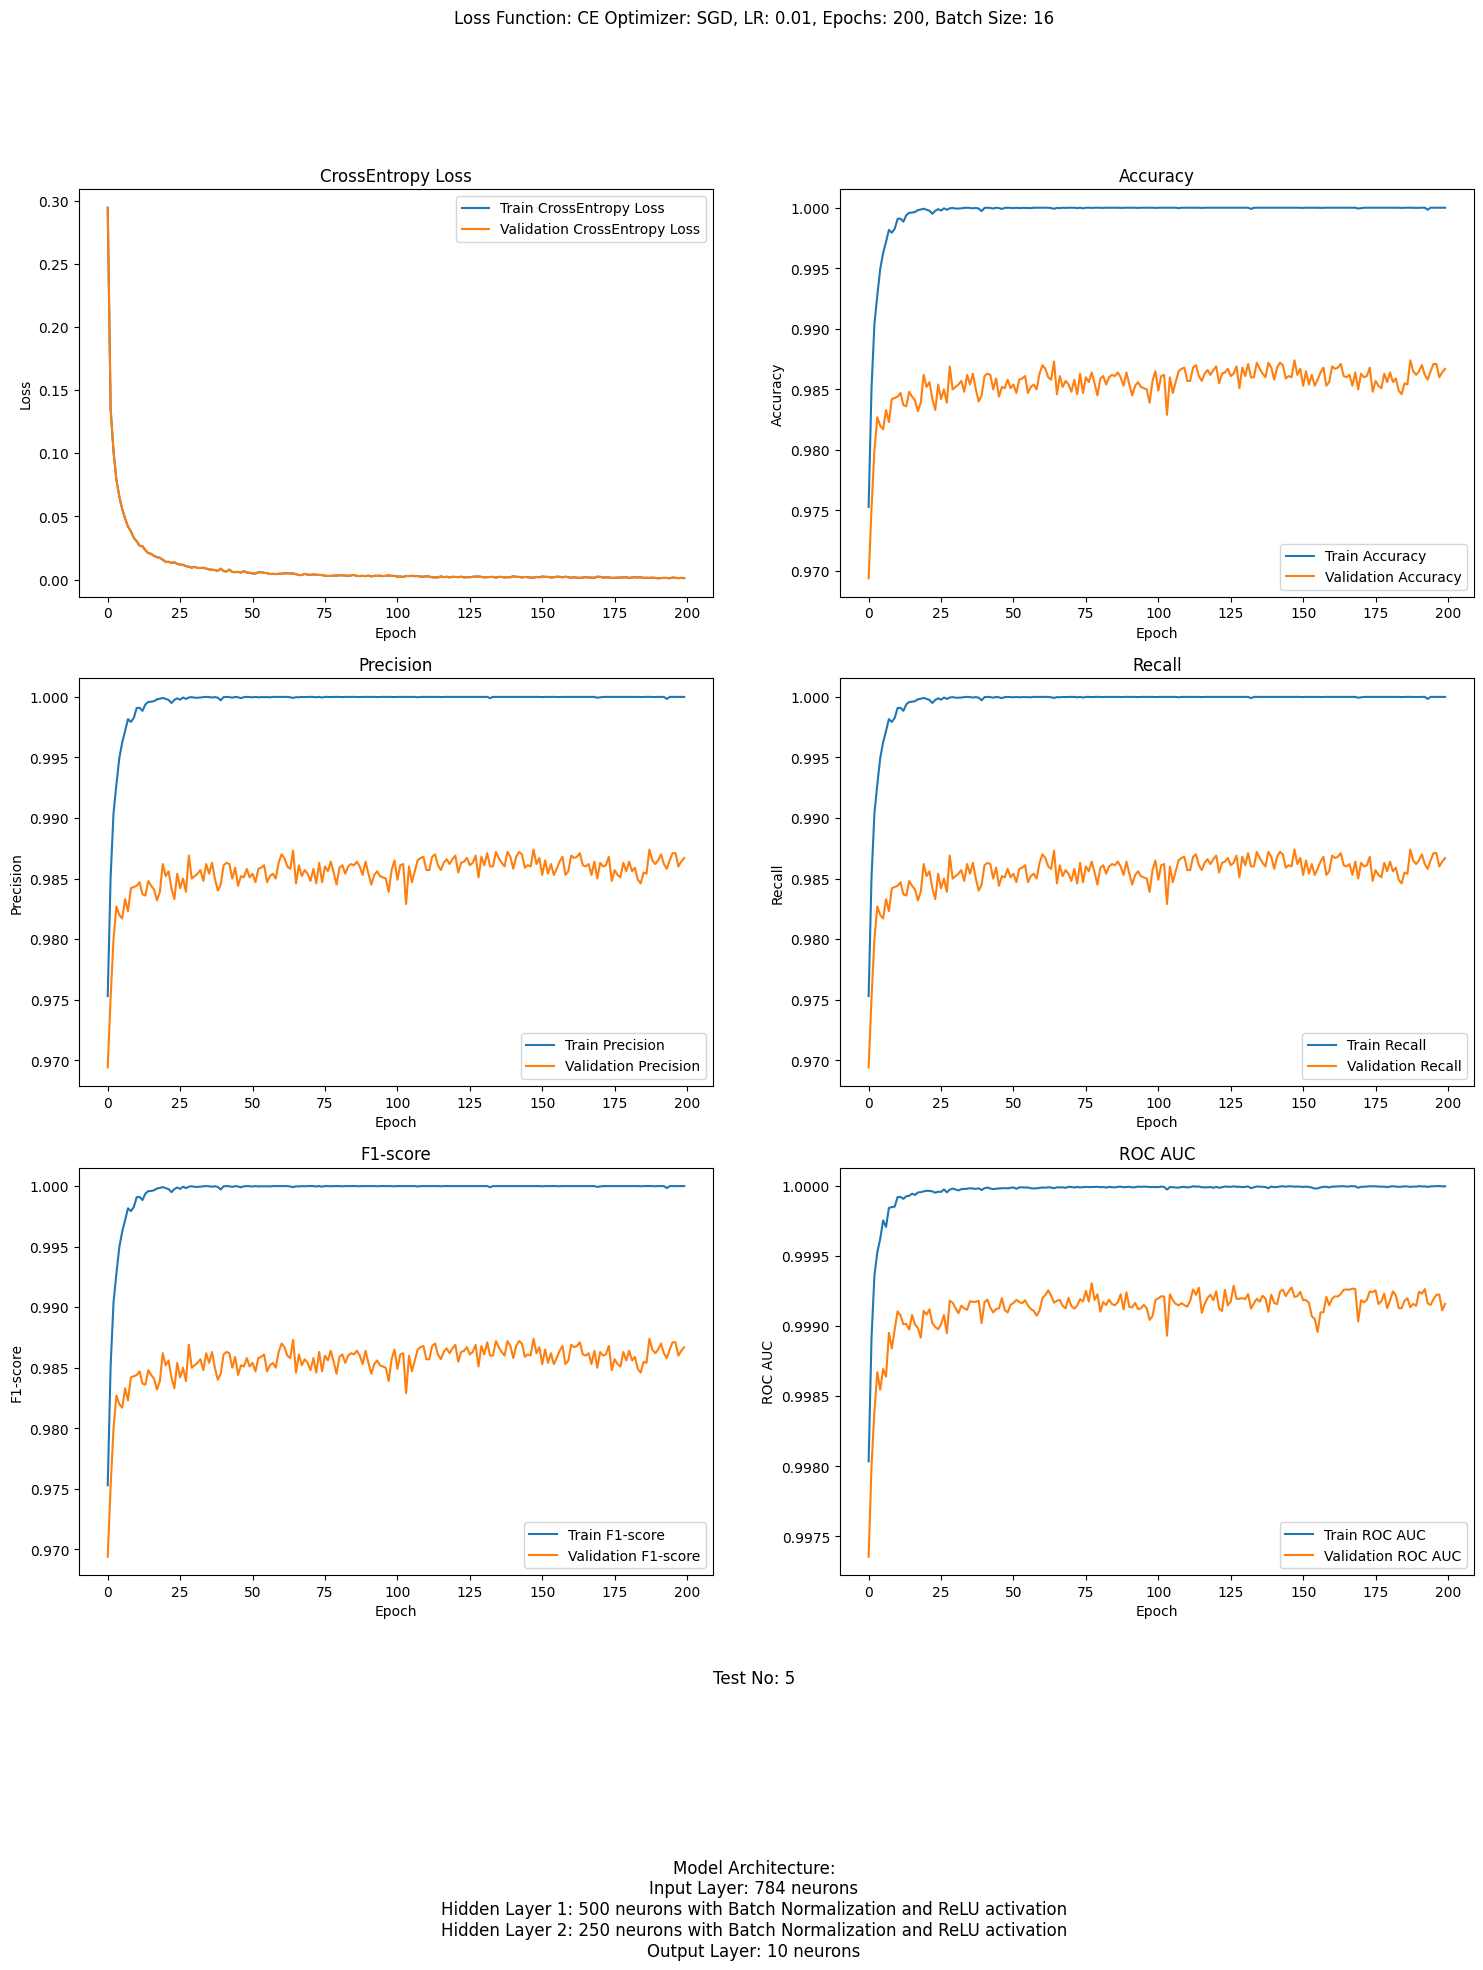 Loss Function: CE Optimizer: SGD, LR: 0.01, Epochs: 200, Batch Size: 16
CrossEntropy Loss
Train CrossEntropy Loss
Validation CrossEntropy Loss
0.30
0.25
0.20
0.15
0.10
0.05
0.00
Loss
0 25 50 75 100 125 150 175 200
Epoch
Accuracy
1.000
0.995
0.990
0.985
0.980
0.975
0.970
Accuracy
Train Accuracy
Validation Accuracy
0 25 50 75 100 125 150 175 200
Epoch
Precision
1.000
0.995
0.990
0.985
0.980
0.975
0.970
Precision
Train Precision
Validation Precision
0 25 50 75 100 125 150 175 200
Epoch
Recall
1.000
0.995
0.990
0.985
0.980
0.975
0.970
Recall
Train Recall
Validation Recall
0 25 50 75 100 125 150 175 200
Epoch
F1-score
1.000
0.995
0.990
0.985
0.980
0.975
0.970
F1-score
Train F1-score
Validation F1-score
0 25 50 75 100 125 150 175 200
Epoch
ROC AUC
1.0000
0.9995
0.9990
0.9985
0.9980
0.9975
ROC AUC
Train ROC AUC
Validation ROC AUC
0 25 50 75 100 125 150 175 200
Epoch
Test No: 5
Model Architecture:
Input Layer: 784 neurons
Hidden Layer 1: 500 neurons with Batch Normalization and ReLU activation
Hidden Layer 2: 250 neurons with Batch Normalization and ReLU activation
Output Layer: 10 neurons